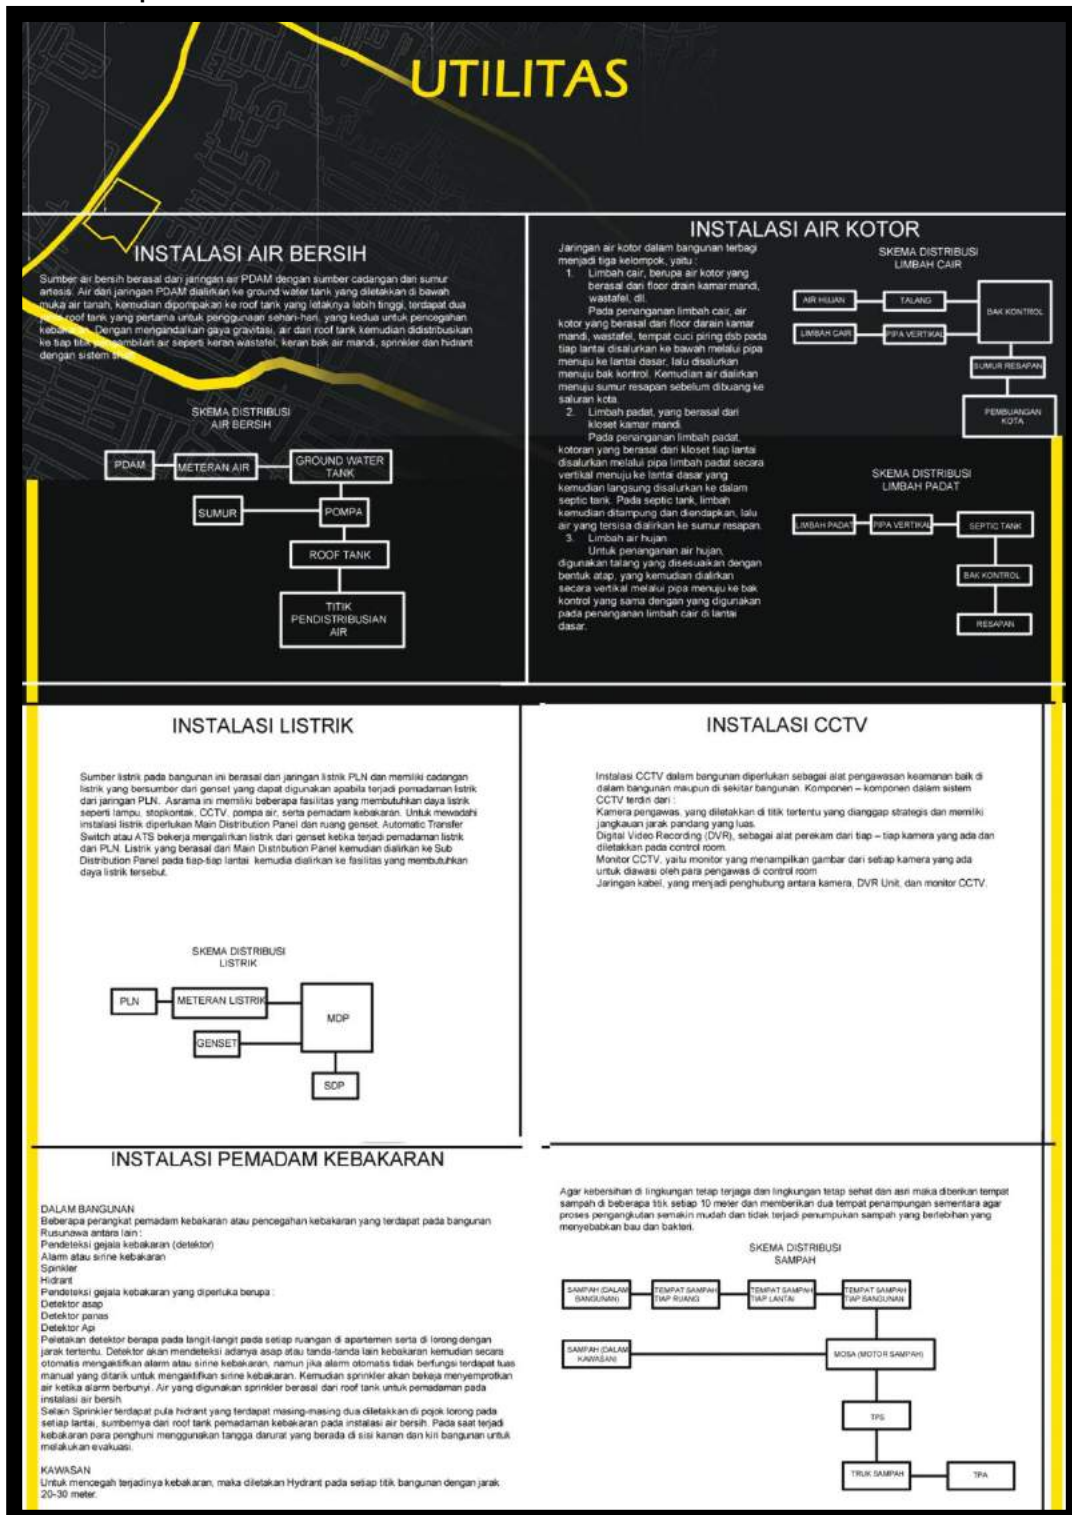 UTILITAS
INSTALASI AIR BERSIH
Sumber air bersih berasal dari jaringan air PDAM dengan sumber cadangan dari sumur
artesis. Air dari jaringan PDAM dialirkan ke ground water tank yang diletakkan di bawah
muka air tanah, kemudian dipompakan ke roof tank yang letaknya lebih tinggi, terdapat dua
roof tank yang pertama untuk penggunaan sehari-hari, yang kedua untuk pencegahan
kebakaran. Dengan mengandalkan gaya gravitasi, air dari roof tank kemudian didistribusikan
ke tiap titik pengambilan air seperti keran wastafel, keran bak air mandi, sprinkler dan hidrant
dengan sistem
SKEMA DISTRIBUSI
AIR BERSIH
PDAM
METERAN AIR
GROUND WATER
TANK
SUMUR
POMPA
ROOF TANK
TITIK
PENDISTRIBUSIAN
AIR
INSTALASI AIR KOTOR
Jaringan air kotor dalam bangunan terbagi
menjadi tiga kelompok, yaitu :
1. Limbah cair, berupa air kotor yang
berasal dari floor drain kamar mandi,
wastafel, dll.
Pada penanganan limbah cair, air
kotor yang berasal dari floor darain kamar
mandi, wastafel, tempat cuci piring dsb pada
tiap lantai disalurkan ke bawah melalui pipa
menuju ke lantai dasar, lalu disalurkan
menuju bak kontrol. Kemudian air dialirkan
menuju sumur resapan sebelum dibuang ke
saluran kota.
2. Limbah padat, yang berasal dari
kloset kamar mandi.
Pada penanganan limbah padat,
kotoran yang berasal dari kloset tiap lantai
disalurkan melalui pipa limbah padat secara
vertikal menuju ke lantai dasar yang
kemudian langsung disalurkan ke dalam
septic tank. Pada septic tank, limbah
kemudian ditampung dan diendapkan, lalu
air yang tersisa dialirkan ke sumur resapan.
3. Limbah air hujan
Untuk penanganan air hujan,
digunakan talang yang disesuaikan dengan
bentuk atap, yang kemudian dialirkan
secara vertikal melalui pipa menuju ke bak
kontrol yang sama dengan yang digunakan
pada penanganan limbah cair di lantai
dasar.
SKEMA DISTRIBUSI
LIMBAH CAIR
AIR HUJAN
TALANG
BAK KONTROL
LIMBAH CAIR
PIPA VERTIKAL
SUMUR RESAPAN
PEMBUANGAN
KOTA
SKEMA DISTRIBUSI
LIMBAH PADAT
LIMBAH PADAT
PIPA VERTIKAL
SEPTIC TANK
BAK KONTROL
RESAPAN
INSTALASI LISTRIK
Sumber listrik pada bangunan ini berasal dari jaringan listrik PLN dan memiliki cadangan
listrik yang bersumber dari genset yang dapat digunakan apabila terjadi pemadaman listrik
dari jaringan PLN. Asrama ini memiliki beberapa fasilitas yang membutuhkan daya listrik
seperti lampu, stopkontak, CCTV, pompa air, serta pemadam kebakaran. Untuk mewadahi
instalasi listrik diperlukan Main Distribution Panel dan ruang genset. Automatic Transfer
Switch atau ATS bekerja mengalirkan listrik dari genset ketika terjadi pemadaman listrik
dari PLN. Listrik yang berasal dari Main Distribution Panel kemudian dialirkan ke Sub
Distribution Panel pada tiap-tiap lantai kemudia dialirkan ke fasilitas yang membutuhkan
daya listrik tersebut.
SKEMA DISTRIBUSI
LISTRIK
PLN
METERAN LISTRIK
MDP
GENSET
SDP
INSTALASI CCTV
Instalasi CCTV dalam bangunan diperlukan sebagai alat pengawasan keamanan baik di
dalam bangunan maupun di sekitar bangunan. Komponen – komponen dalam sistem
CCTV terdiri dari :
Kamera pengawas, yang diletakkan di titik tertentu yang dianggap strategis dan memiliki
jangkauan jarak pandang yang luas.
Digital Video Recording (DVR), sebagai alat perekam dari tiap – tiap kamera yang ada dan
diletakkan pada control room.
Monitor CCTV, yaitu monitor yang menampilkan gambar dari setiap kamera yang ada
untuk diawasi oleh para pengawas di control room
Jaringan kabel, yang menjadi penghubung antara kamera, DVR Unit, dan monitor CCTV.
INSTALASI PEMADAM KEBAKARAN
DALAM BANGUNAN
Beberapa perangkat pemadam kebakaran atau pencegahan kebakaran yang terdapat pada bangunan
Rusunawa antara lain :
Pendeteksi gejala kebakaran (detektor)
Alarm atau sirine kebakaran
Spinkler
Hidrant
Pendeteksi gejala kebakaran yang diperluka berupa :
Detektor asap
Detektor panas
Detektor Api
Peletakan detektor berapa pada langit-langit pada setiap ruangan di apartemen serta di lorong dengan
jarak tertentu. Detektor akan mendeteksi adanya asap atau tanda-tanda lain kebakaran kemudian secara
otomatis mengaktifkan alarm atau sirine kebakaran, namun jika alarm otomatis tidak berfungsi terdapat tuas
manual yang ditarik untuk mengaktifkan sirine kebakaran. Kemudian sprinkler akan bekeja menyemprotkan
air ketika alarm berbunyi. Air yang digunakan sprinkler berasal dari roof tank untuk pemadaman pada
instalasi air bersih.
Selain Sprinkler terdapat pula hidrant yang terdapat masing-masing dua diletakkan di pojok lorong pada
setiap lantai, sumbernya dari roof tank pemadaman kebakaran pada instalasi air bersih. Pada saat terjadi
kebakaran para penghuni menggunakan tangga darurat yang berada di sisi kanan dan kiri bangunan untuk
melakukan evakuasi.
KAWASAN
Untuk mencegah terjadinya kebakaran, maka diletakan Hydrant pada setiap titik bangunan dengan jarak
20-30 meter.
Agar kebersihan di lingkungan tetap terjaga dan lingkungan tetap sehat dan asri maka diberikan tempat
sampah di beberapa titik setiap 10 meter dan memberikan dua tempat penampungan sementara agar
proses pengangkutan semakin mudah dan tidak terjadi penumpukan sampah yang berlebihan yang
menyebabkan bau dan bakteri.
SKEMA DISTRIBUSI
SAMPAH
SAMPAH (DALAM
BANGUNAN)
TEMPAT SAMPAH
TIAP RUANG
TEMPAT SAMPAH
TIAP LANTAI
TEMPAT SAMPAH
TIAP BANGUNAN
SAMPAH (DALAM
KAWASAN)
MOSA (MOTOR SAMPAH)
TPS
TRUK SAMPAH
TPA